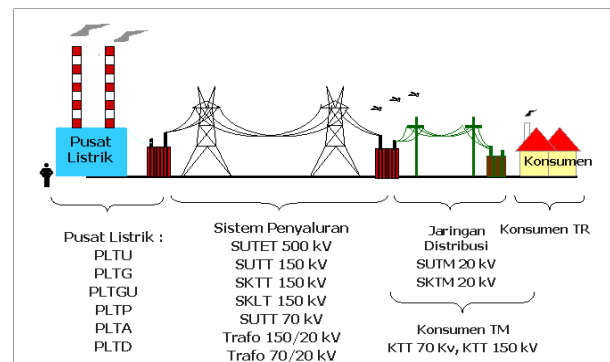 Pusat
Listrik
Konsumen
Pusat Listrik :
PLTU
PLTG
PLTGU
PLTP
PLTA
PLTD
Sistem Penyaluran
SUTET 500 kV
SUTT 150 kV
SKTT 150 kV
SKLT 150 kV
SUTT 70 kV
Trafo 150/20 kV
Trafo 70/20 kV
Jaringan
Distribusi
SUTM 20 kV
SKTM 20 kV
Konsumen TR
Konsumen TM
KTT 70 Kv, KTT 150 kV